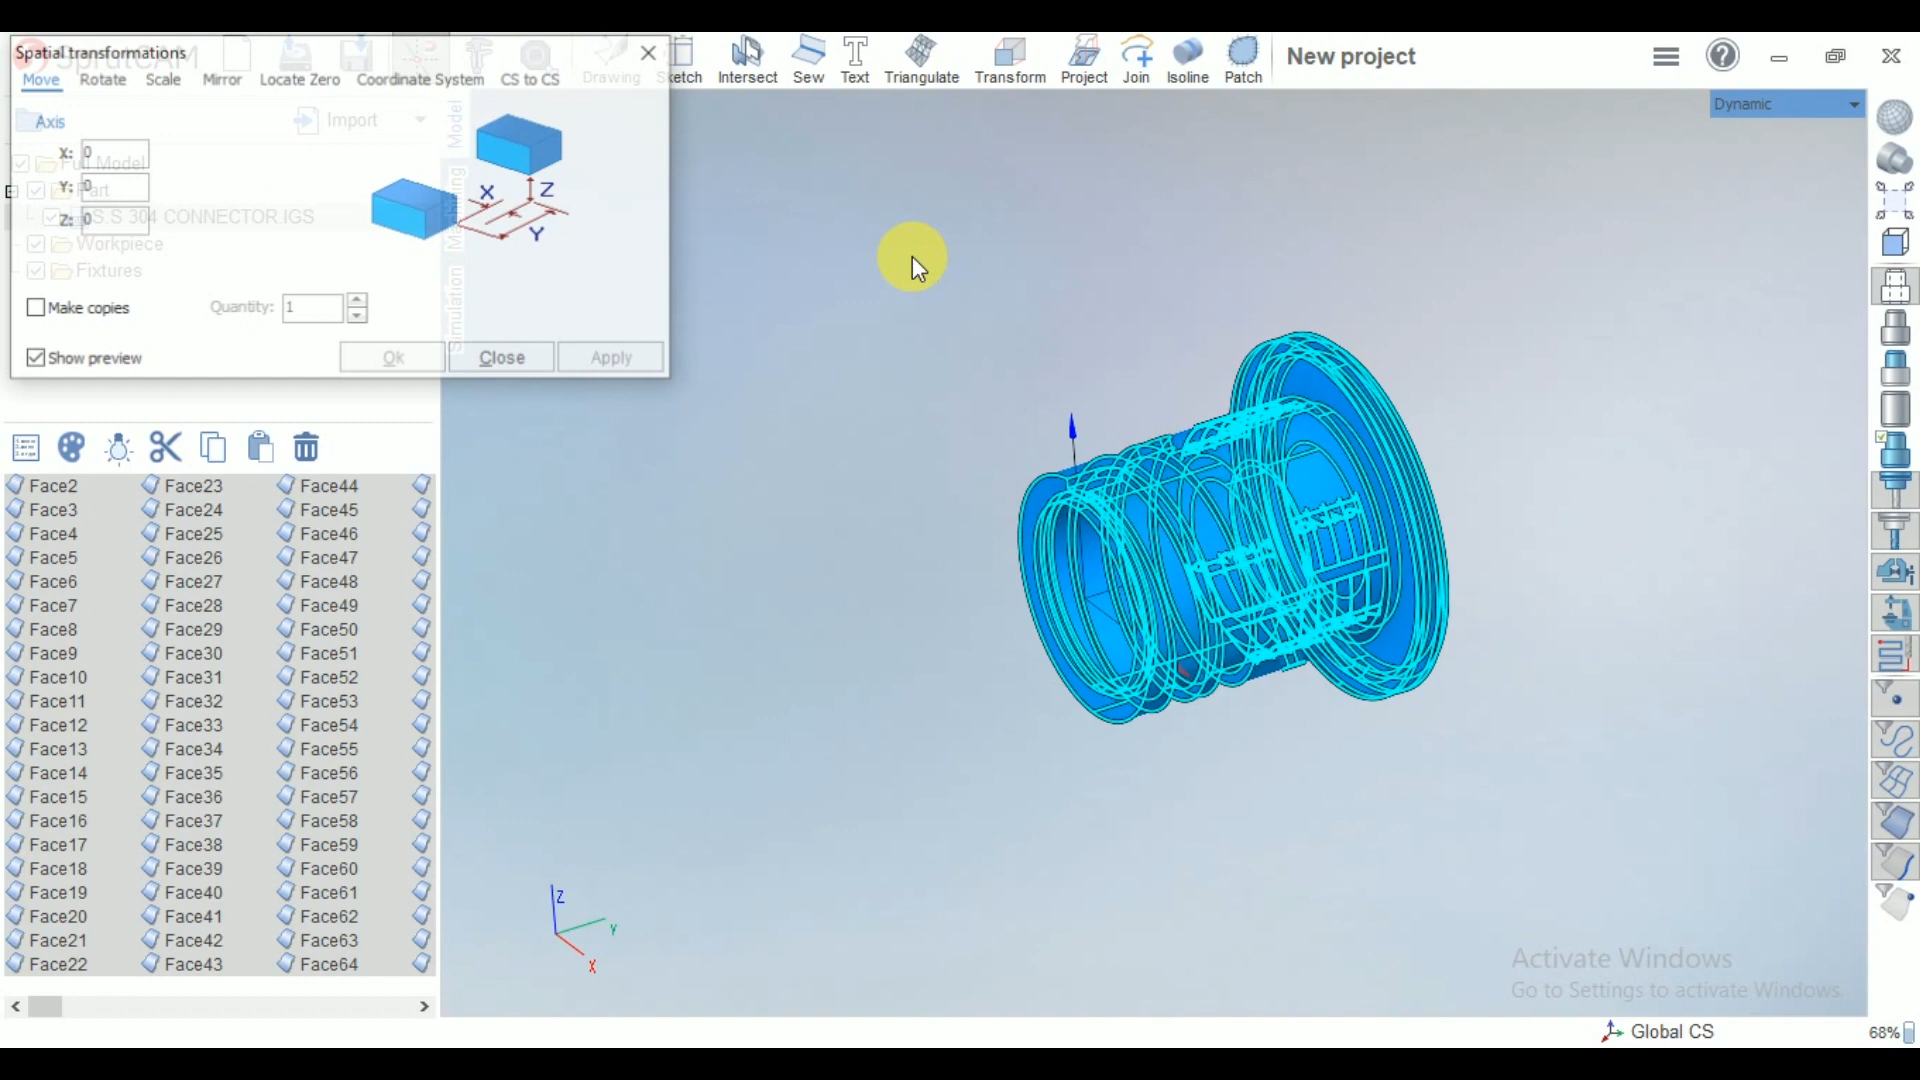 Spatial transformations
Move Rotate Scale Mirror Locate Zero Coordinate System CS to CS
Drawing Sketch Intersect Sew Text Triangulate Transform Project Join Isoline Patch
New project
Dynamic
Axis
Import
X: 0
Full Model
Y: 0
Part
Z: 0
S.S 304 CONNECTOR.IGS
Workpiece
Fixtures
Model
Machining
Simulation
X
Z
Y
Make copies
Quantity: 1
Show preview
Ok Close Apply
Face2 Face23 Face44
Face3 Face24 Face45
Face4 Face25 Face46
Face5 Face26 Face47
Face6 Face27 Face48
Face7 Face28 Face49
Face8 Face29 Face50
Face9 Face30 Face51
Face10 Face31 Face52
Face11 Face32 Face53
Face12 Face33 Face54
Face13 Face34 Face55
Face14 Face35 Face56
Face15 Face36 Face57
Face16 Face37 Face58
Face17 Face38 Face59
Face18 Face39 Face60
Face19 Face40 Face61
Face20 Face41 Face62
Face21 Face42 Face63
Face22 Face43 Face64
Z
Y
X
Activate Windows
Go to Settings to activate Windows.
Global CS
68%